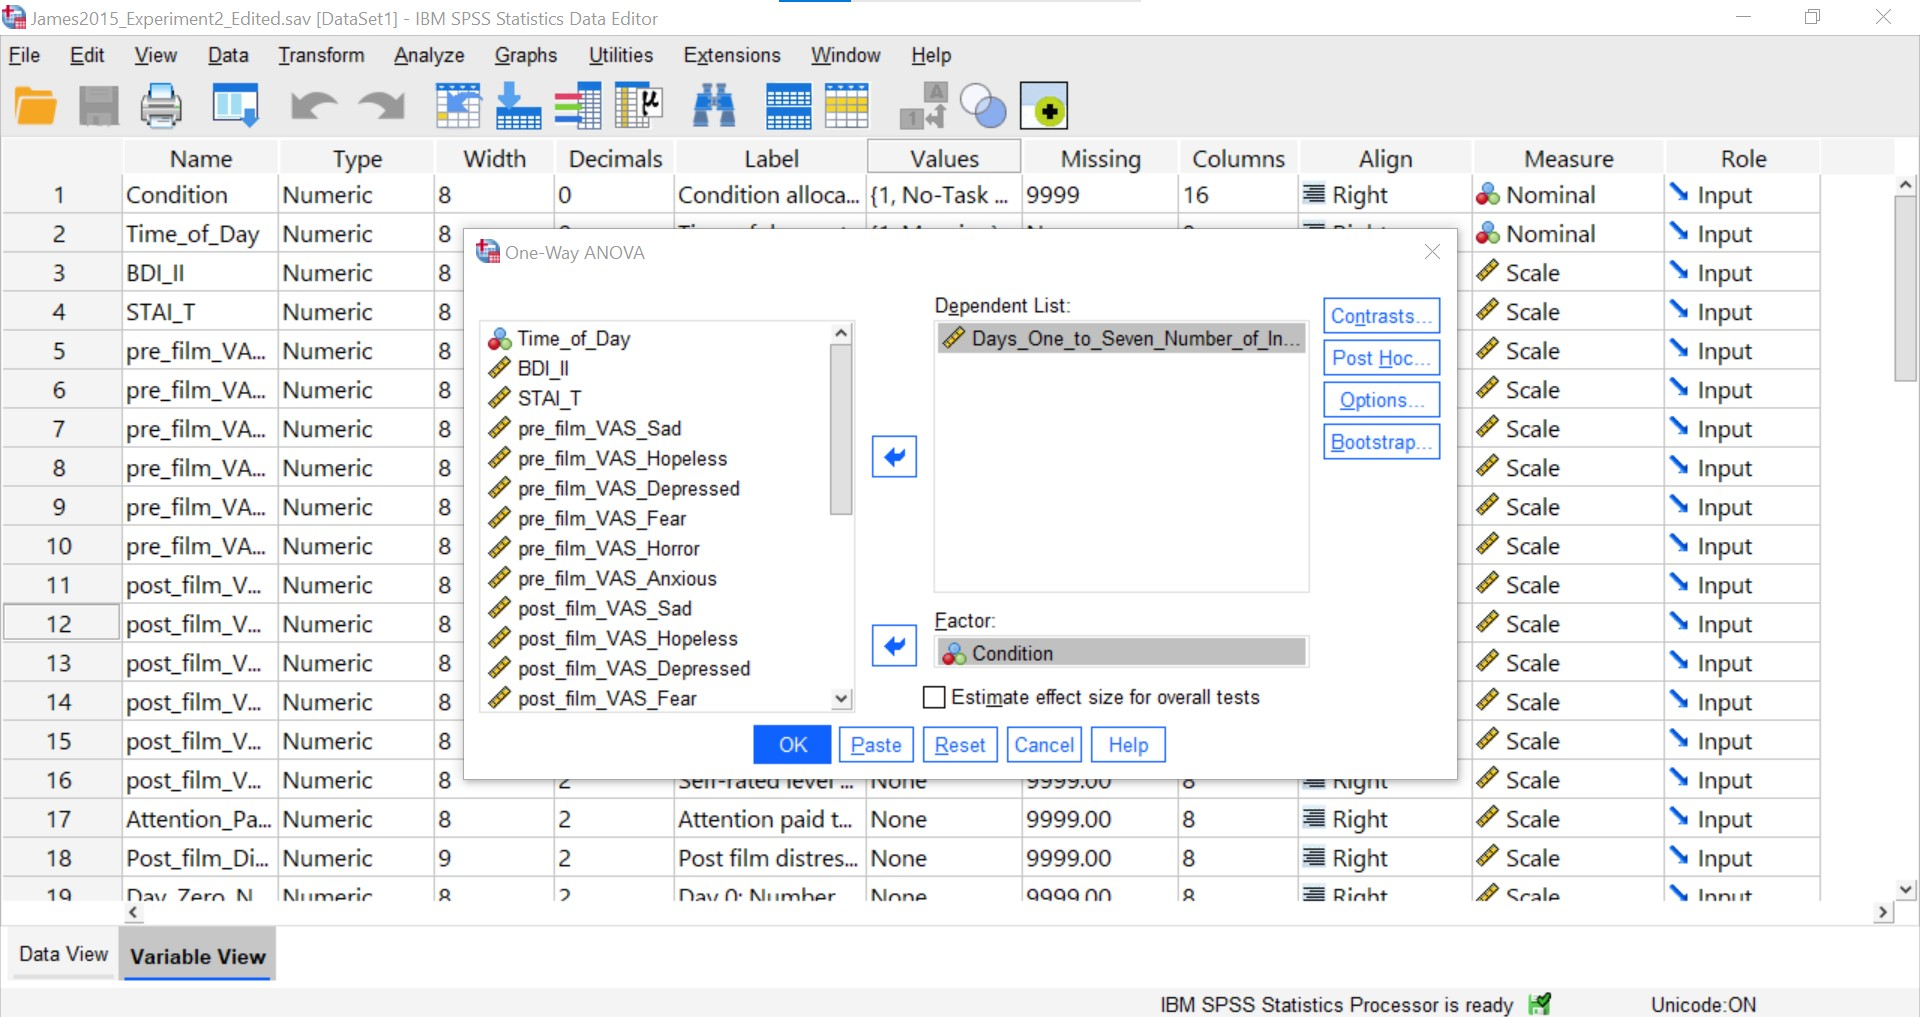 James2015_Experiment2_Edited.sav [DataSet1] - IBM SPSS Statistics Data Editor
File Edit View Data Transform Analyze Graphs Utilities Extensions Window Help
Name Type Width Decimals Label Values Missing Columns Align Measure Role
1 Condition Numeric 8 0 Condition alloca... {1, No-Task ... 9999 16 Right Nominal Input
2 Time_of_Day Numeric 8 Nominal Input
3 BDI_II Numeric 8 Scale Input
4 STAI_T Numeric 8 Scale Input
5 pre_film_VA... Numeric 8 Scale Input
6 pre_film_VA... Numeric 8 Scale Input
7 pre_film_VA... Numeric 8 Scale Input
8 pre_film_VA... Numeric 8 Scale Input
9 pre_film_VA... Numeric 8 Scale Input
10 pre_film_VA... Numeric 8 Scale Input
11 post_film_V... Numeric 8 Scale Input
12 post_film_V... Numeric 8 Scale Input
13 post_film_V... Numeric 8 Scale Input
14 post_film_V... Numeric 8 Scale Input
15 post_film_V... Numeric 8 Scale Input
16 post_film_V... Numeric 8 2 Self-rated level ... None 9999.00 8 Right Scale Input
17 Attention_Pa... Numeric 8 2 Attention paid t... None 9999.00 8 Right Scale Input
18 Post_film_Di... Numeric 9 2 Post film distres... None 9999.00 8 Right Scale Input
19 Day_Zero_N Numeric 8 2 Day 0: Number None 9999.00 8 Right Scale Input
One-Way ANOVA
Time_of_Day
BDI_II
STAI_T
pre_film_VAS_Sad
pre_film_VAS_Hopeless
pre_film_VAS_Depressed
pre_film_VAS_Fear
pre_film_VAS_Horror
pre_film_VAS_Anxious
post_film_VAS_Sad
post_film_VAS_Hopeless
post_film_VAS_Depressed
post_film_VAS_Fear
Dependent List:
Days_One_to_Seven_Number_of_In...
Factor:
Condition
Estimate effect size for overall tests
Contrasts...
Post Hoc...
Options...
Bootstrap...
OK Paste Reset Cancel Help
Data View Variable View
IBM SPSS Statistics Processor is ready Unicode:ON